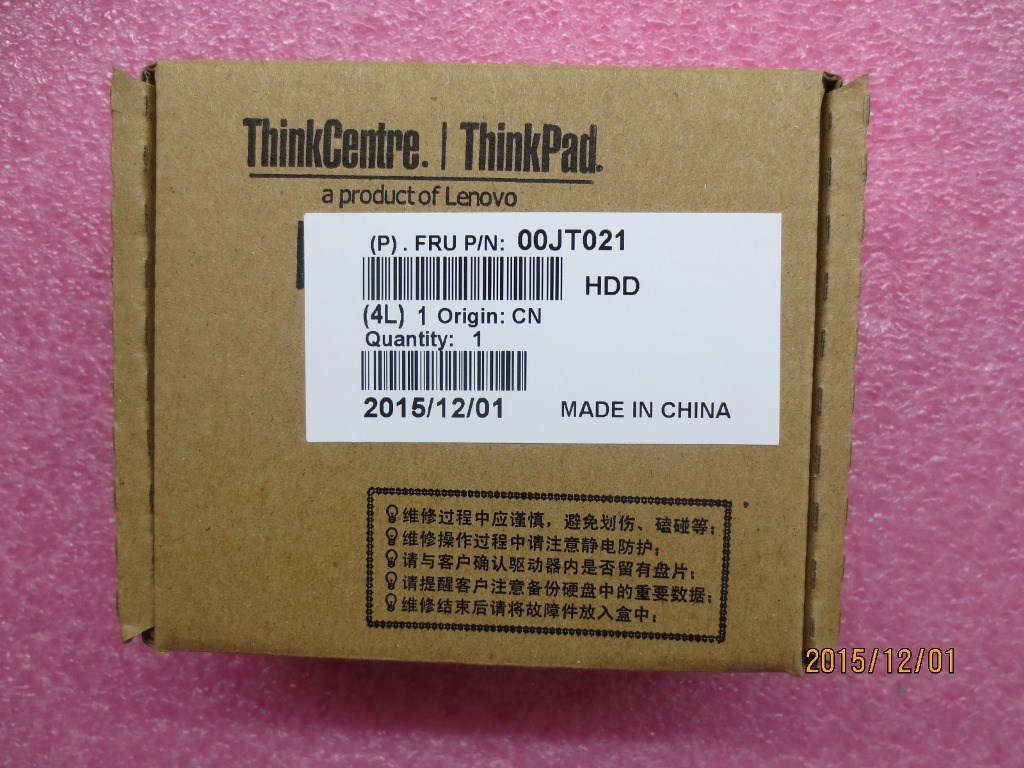 ThinkCentre. | ThinkPad.
a product of Lenovo
(P) . FRU P/N: 00JT021
HDD
(4L) 1 Origin: CN
Quantity: 1
2015/12/01 MADE IN CHINA
维修过程中应谨慎，避免划伤、磕碰等；
维修操作过程中请注意静电防护；
请与客户确认驱动器内是否留有盘片；
请提醒客户注意备份硬盘中的重要数据；
维修结束后请将故障件放入盒中；
2015/12/01